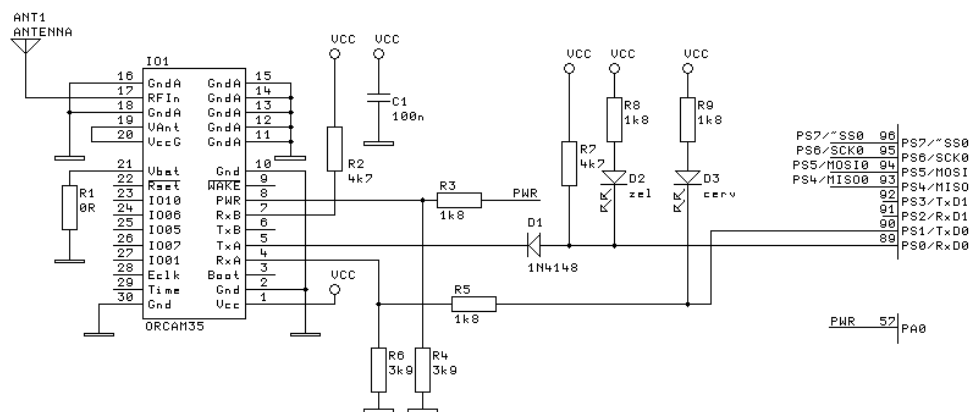 ANT1
ANTENNA
VCC VCC
IO1
16 GndA GndA 15
17 RFIn GndA 14
18 GndA GndA 13
19 VAnt GndA 12
20 VccG GndA 11
21 Vbat Gnd 10
22 Rset WAKE 9
23 IO10 PWR 8
24 IO06 RxB 7
25 IO05 TxB 6
26 IO07 TxA 5
27 IO01 RxA 4
28 Eclk Boot 3
29 Time Gnd 2
30 Gnd Vcc 1
ORCAM35
R1
0R
C1
100n
R2
4k7
R3
1k8
PWR
D1
1N4148
VCC
R5
1k8
R6
3k9
R4
3k9
VCC VCC VCC
R7
4k7
R8
1k8
R9
1k8
D2
zel
D3
cerv
PS7/~SS0 96 PS7/~SS0
PS6/SCK0 95 PS6/SCK0
PS5/MOSI0 94 PS5/MOSI
PS4/MISO0 93 PS4/MISO
92 PS3/TxD1
91 PS2/RxD1
90 PS1/TxD0
89 PS0/RxD0
PWR 57 PA0